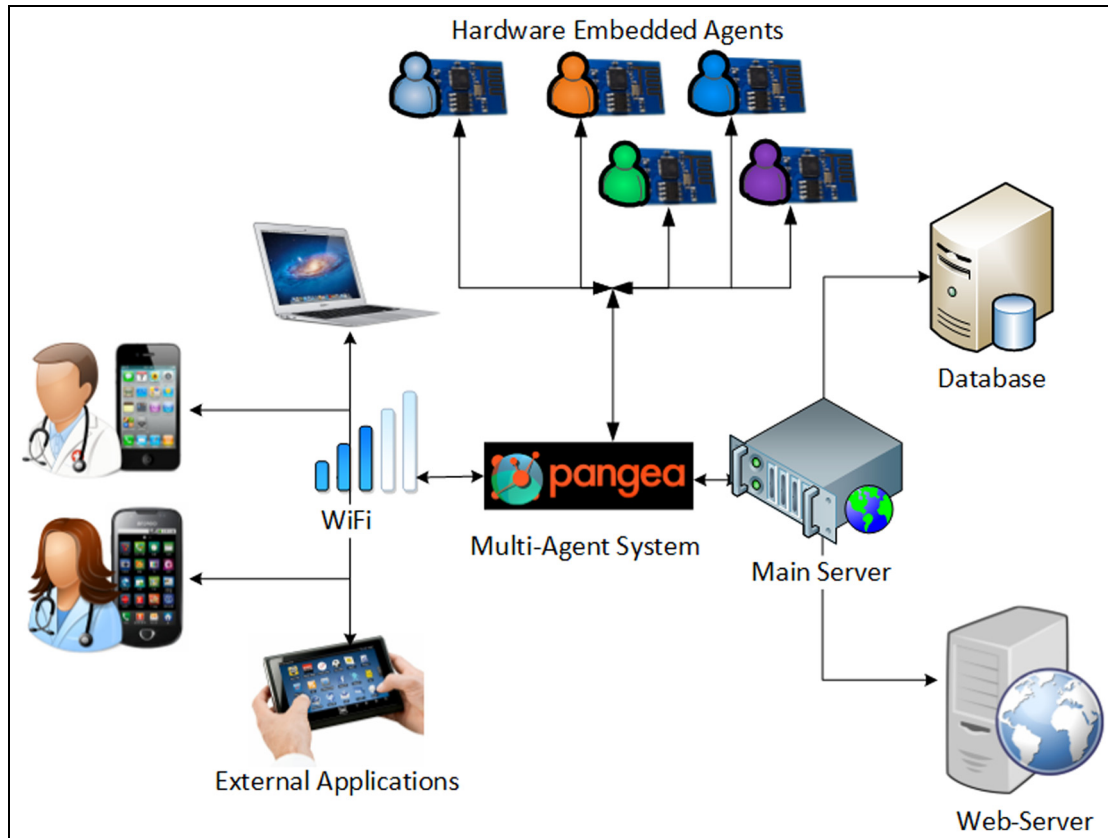 Hardware Embedded Agents
Database
WiFi
pangea
Multi-Agent System
Main Server
External Applications
Web-Server